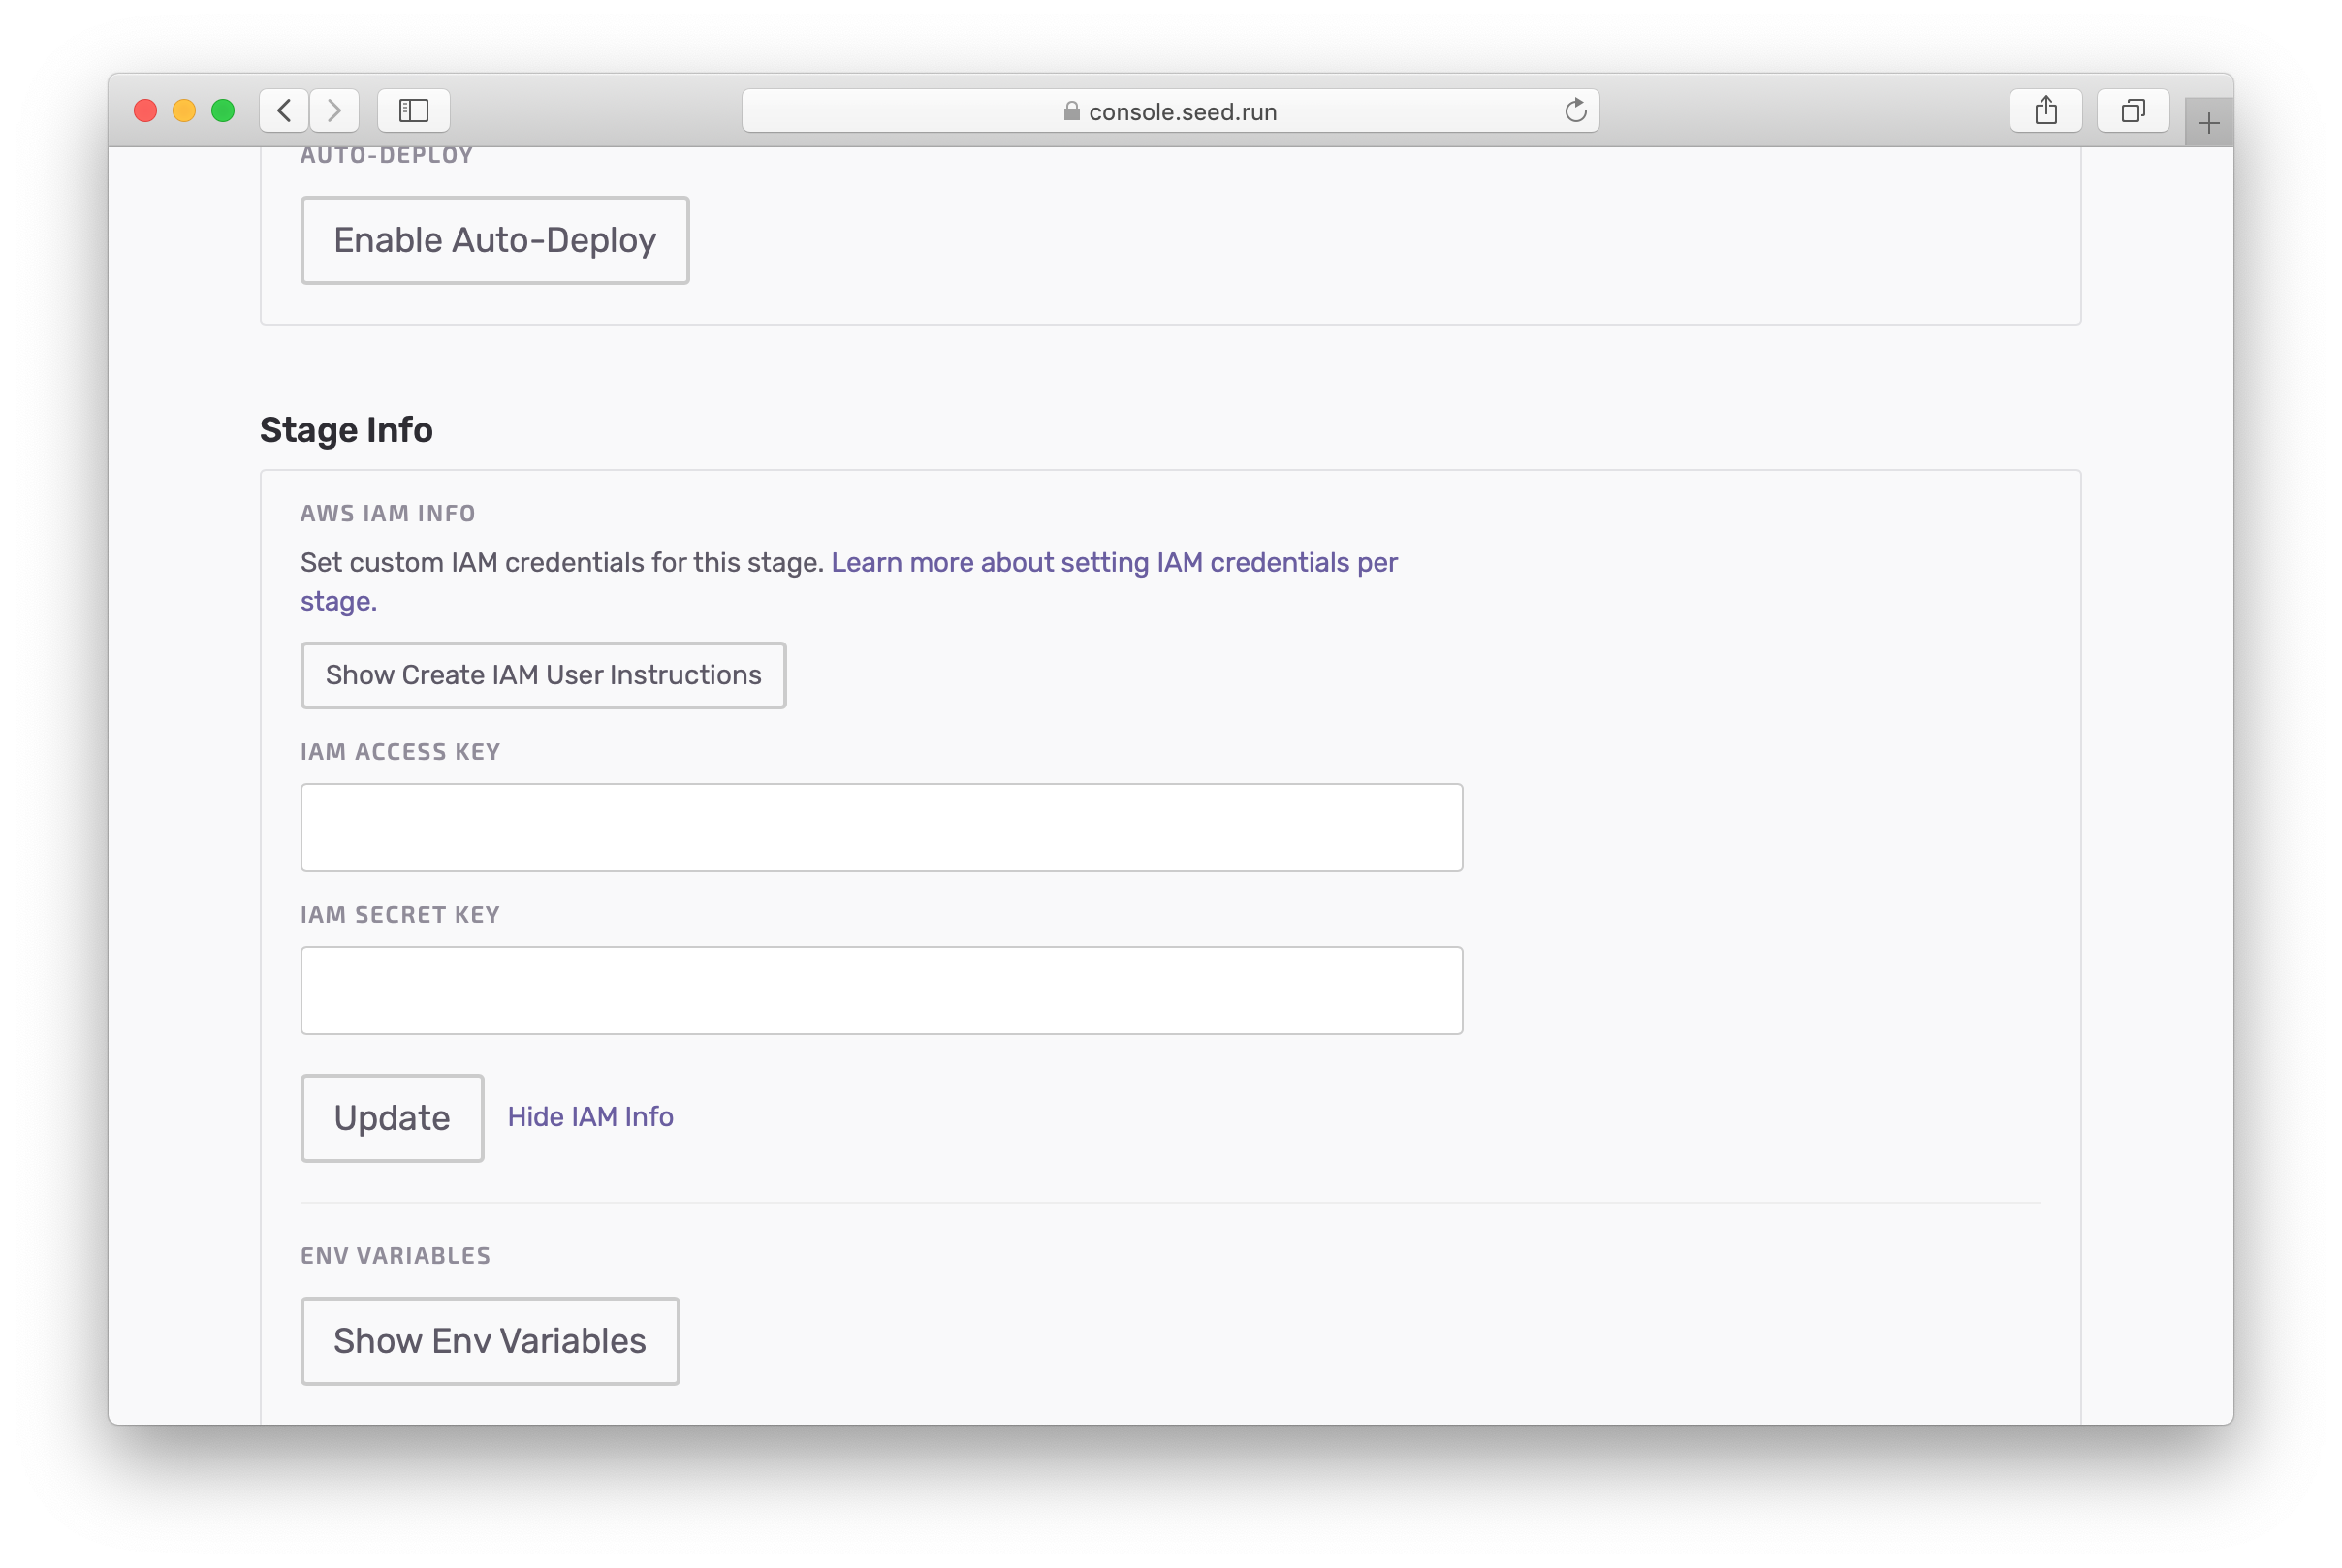 console.seed.run
AUTO-DEPLOY
Enable Auto-Deploy
Stage Info
AWS IAM INFO
Set custom IAM credentials for this stage. Learn more about setting IAM credentials per
stage.
Show Create IAM User Instructions
IAM ACCESS KEY
IAM SECRET KEY
Update
Hide IAM Info
ENV VARIABLES
Show Env Variables